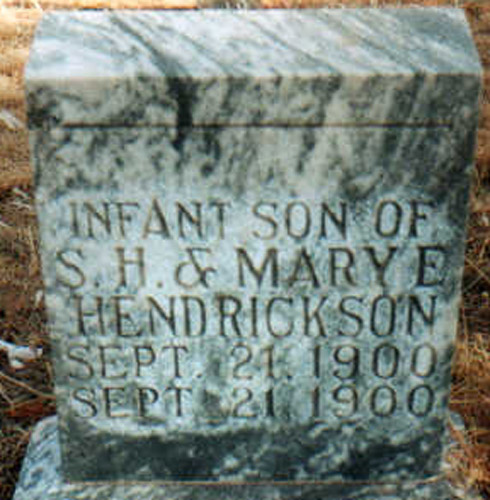 INFANT SON OF
S. H. & MARY E
HENDRICKSON
SEPT. 21. 1900
SEPT 21 1900